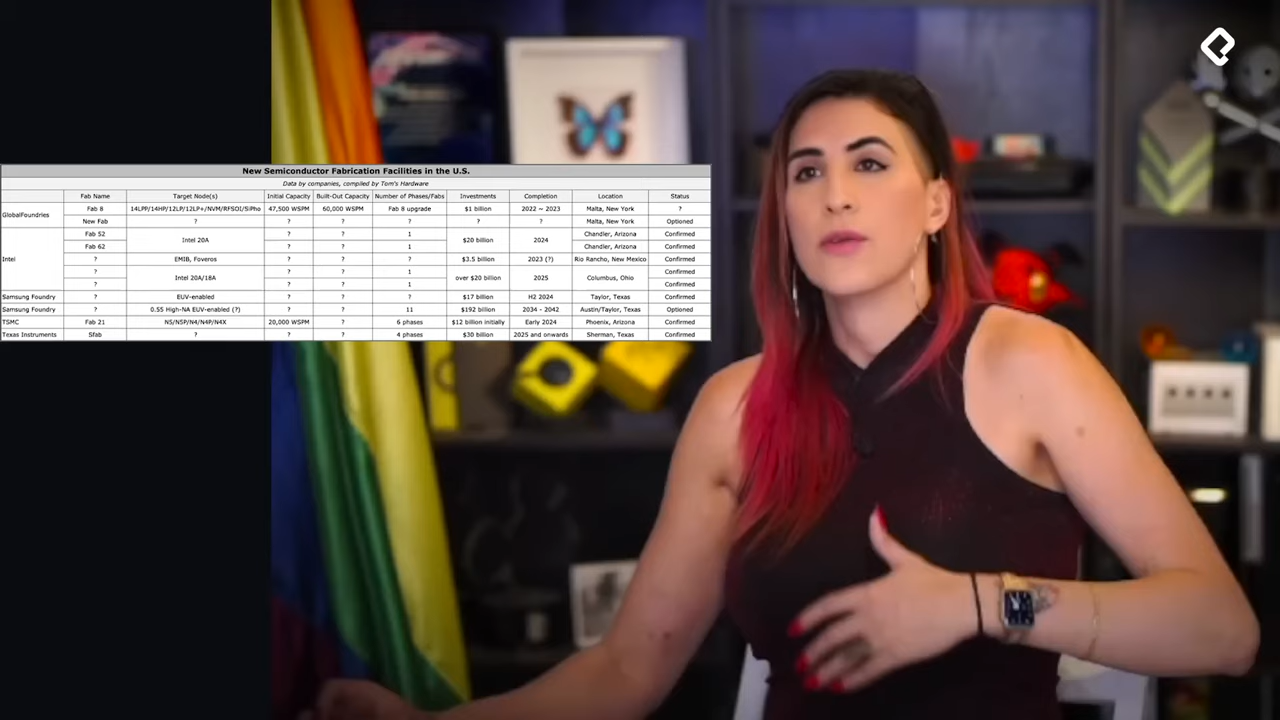 New Semiconductor Fabrication Facilities in the U.S.
Data by companies, compiled by Tom's Hardware
Fab Name Target Node(s) Initial Capacity Built-Out Capacity Number of Phases/Fabs Investments Completion Location Status
GlobalFoundries
Fab 8 14LPP/14HP/12LP/12LP+/NVM/RFSOI/SiPho 47,500 WSPM 60,000 WSPM Fab 8 upgrade $1 billion 2022 ~ 2023 Malta, New York ?
New Fab ? ? ? ? ? ? Malta, New York Optioned
Intel
Fab 52 Intel 20A ? ? 1 $20 billion 2024 Chandler, Arizona Confirmed
Fab 62 ? ? 1 Chandler, Arizona Confirmed
? EMIB, Foveros ? ? ? $3.5 billion 2023 (?) Rio Rancho, New Mexico Confirmed
? Intel 20A/18A ? ? 1 over $20 billion 2025 Columbus, Ohio Confirmed
? ? ? 1 Confirmed
Samsung Foundry ? EUV-enabled ? ? ? $17 billion H2 2024 Taylor, Texas Confirmed
Samsung Foundry ? 0.55 High-NA EUV-enabled (?) ? ? 11 $192 billion 2034 - 2042 Austin/Taylor, Texas Optioned
TSMC Fab 21 N5/N5P/N4/N4P/N4X 20,000 WSPM ? 6 phases $12 billion initially Early 2024 Phoenix, Arizona Confirmed
Texas Instruments Sfab ? ? 4 phases $30 billion 2025 and onwards Sherman, Texas Confirmed